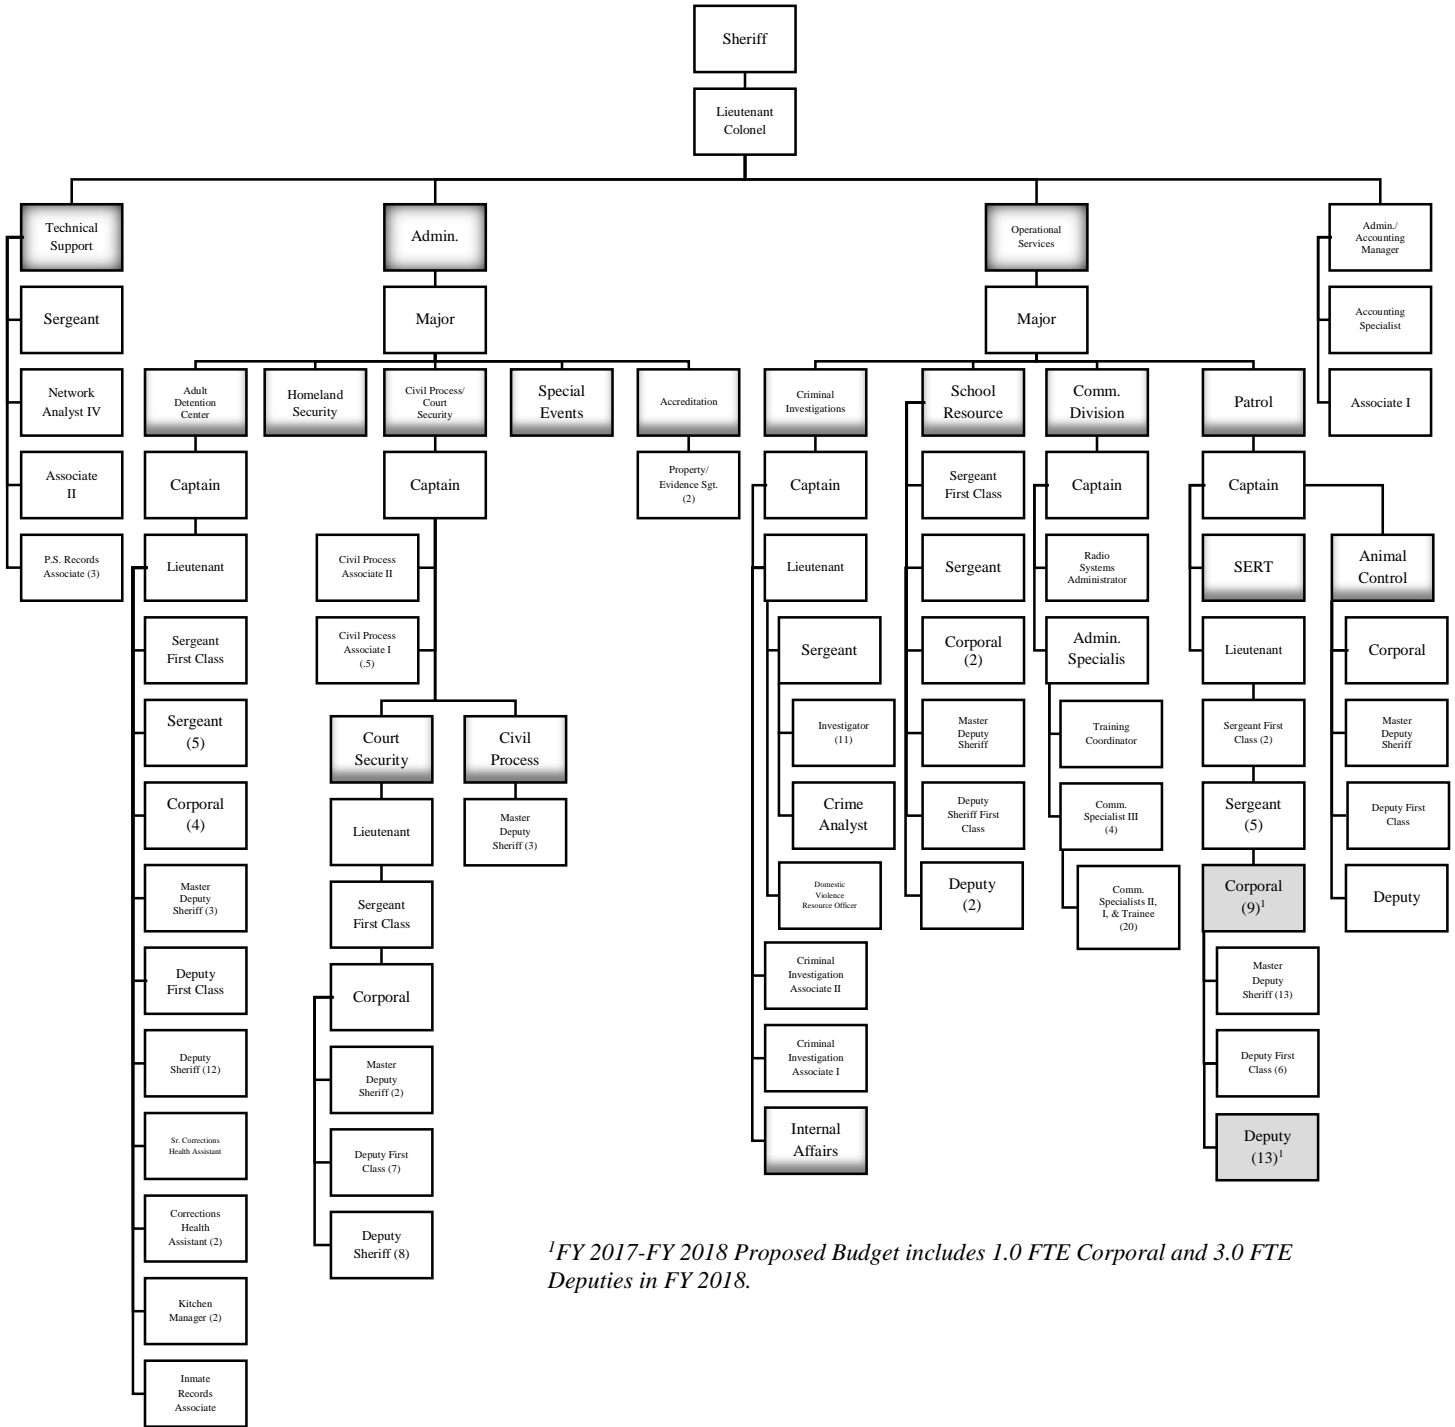 Sheriff
Lieutenant
Colonel
Technical
Support
Sergeant
Network
Analyst IV
Associate
II
P.S. Records
Associate (3)
Admin.
Major
Adult
Detention
Center
Captain
Lieutenant
Sergeant
First Class
Sergeant
(5)
Corporal
(4)
Master
Deputy
Sheriff (3)
Deputy
First Class
Deputy
Sheriff (12)
Sr. Corrections
Health Assistant
Corrections
Health
Assistant (2)
Kitchen
Manager (2)
Inmate
Records
Associate
Homeland
Security
Civil Process/
Court
Security
Captain
Civil Process
Associate II
Civil Process
Associate I
(.5)
Court
Security
Lieutenant
Sergeant
First Class
Corporal
Master
Deputy
Sheriff (2)
Deputy First
Class (7)
Deputy
Sheriff (8)
Civil
Process
Master
Deputy
Sheriff (3)
Special
Events
Accreditation
Property/
Evidence Sgt.
(2)
Operational
Services
Major
Criminal
Investigations
Captain
Lieutenant
Sergeant
Investigator
(11)
Crime
Analyst
Domestic
Violence
Resource Officer
Criminal
Investigation
Associate II
Criminal
Investigation
Associate I
Internal
Affairs
School
Resource
Sergeant
First Class
Sergeant
Corporal
(2)
Master
Deputy
Sheriff
Deputy
Sheriff First
Class
Deputy
(2)
Comm.
Division
Captain
Radio
Systems
Administrator
Admin.
Specialis
Training
Coordinator
Comm.
Specialist III
(4)
Comm.
Specialists II,
I, & Trainee
(20)
Patrol
Captain
SERT
Lieutenant
Sergeant First
Class (2)
Sergeant
(5)
Corporal
(9)¹
Master
Deputy
Sheriff (13)
Deputy First
Class (6)
Deputy
(13)¹
Animal
Control
Corporal
Master
Deputy
Sheriff
Deputy First
Class
Deputy
Admin./
Accounting
Manager
Accounting
Specialist
Associate I
¹FY 2017-FY 2018 Proposed Budget includes 1.0 FTE Corporal and 3.0 FTE
Deputies in FY 2018.